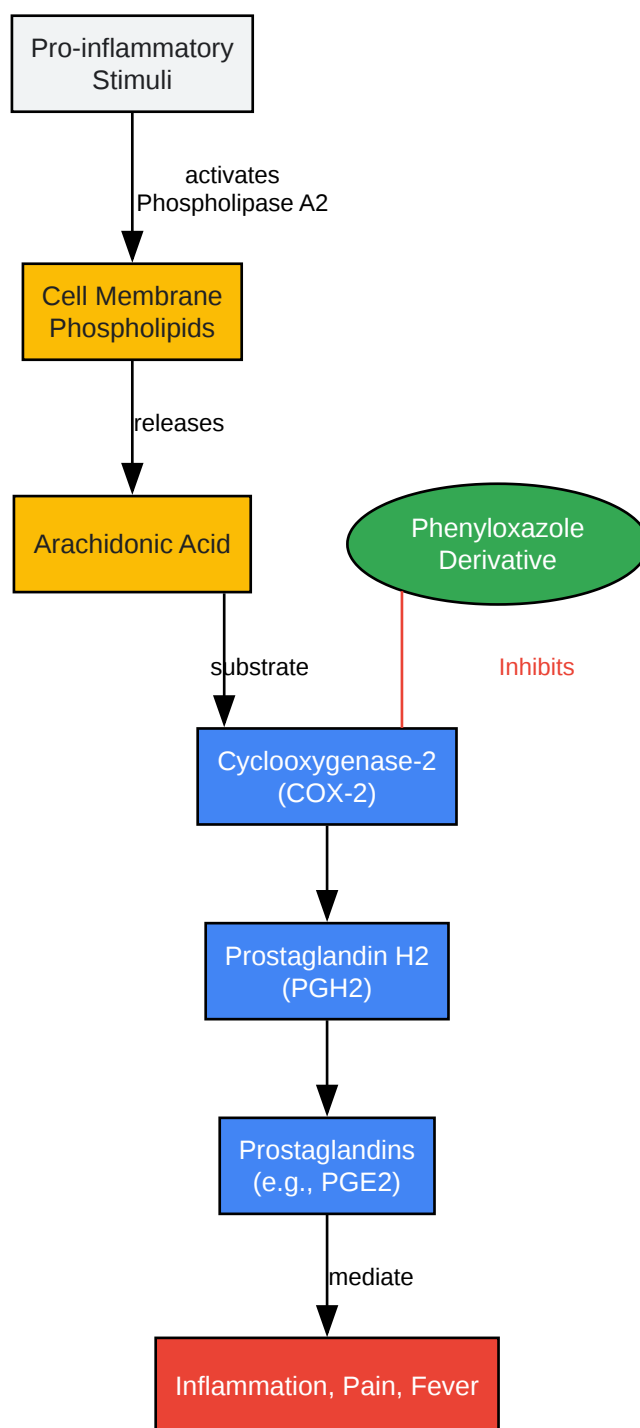 Pro-inflammatory
Stimuli
activates
Phospholipase A2
Cell Membrane
Phospholipids
releases
Arachidonic Acid
Phenyloxazole
Derivative
substrate
Inhibits
Cyclooxygenase-2
(COX-2)
Prostaglandin H2
(PGH2)
Prostaglandins
(e.g., PGE2)
mediate
Inflammation, Pain, Fever